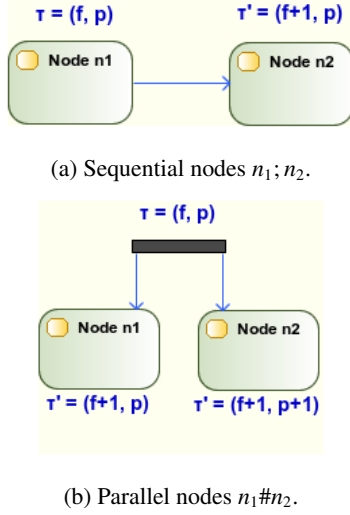 τ = (f, p) τ' = (f+1, p)
Node n1 Node n2
(a) Sequential nodes n₁; n₂.
τ = (f, p)
Node n1 Node n2
τ' = (f+1, p) τ' = (f+1, p+1)
(b) Parallel nodes n₁#n₂.